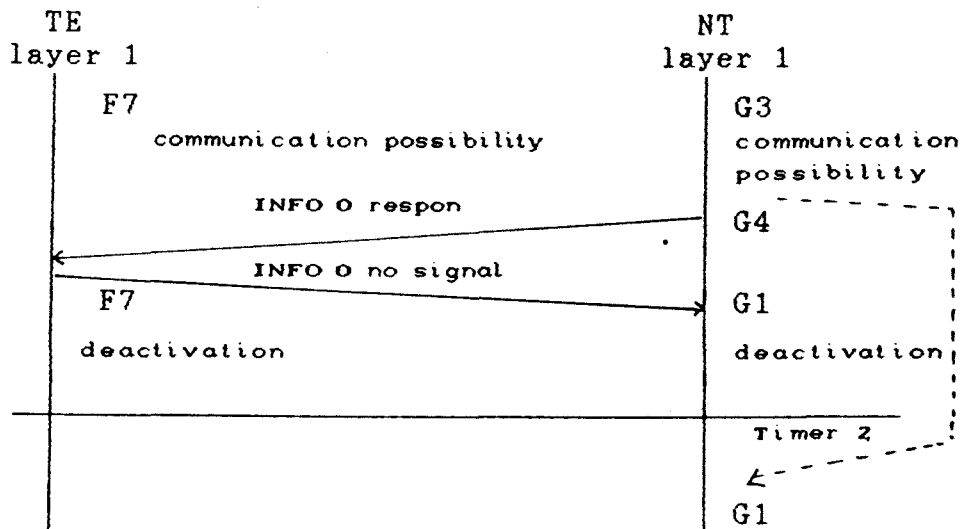 TE
layer 1
NT
layer 1
F7
G3
communication possibility
communication
possibility
INFO 0 respon
G4
INFO 0 no signal
F7
G1
deactivation
deactivation
Timer 2
G1